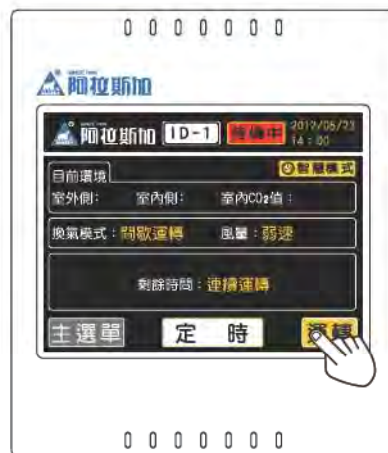 阿拉斯加
阿拉斯加 ID-1 待機中 2017/05/23
14:00
目前環境 智慧模式
室外側: 室內側: 室內CO₂值:
換氣模式:間歇運轉 風量:弱速
剩餘時間:連續運轉
主選單 定 時 運轉